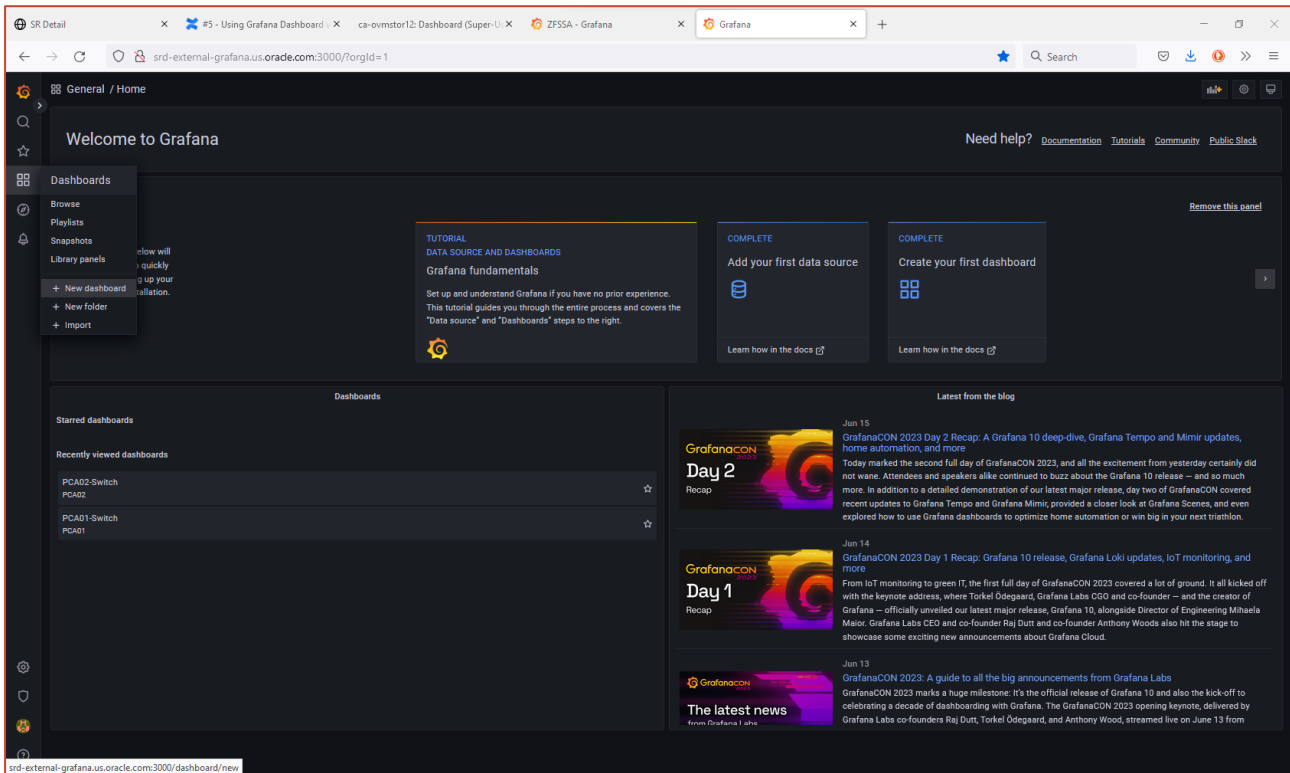 SR Detail
#5 - Using Grafana Dashboard
ca-ovmstor12: Dashboard (Super-U
ZFSSA - Grafana
Grafana
srd-external-grafana.us.oracle.com:3000/?orgId=1
Search
General / Home
Welcome to Grafana
Need help? Documentation Tutorials Community Public Slack
Dashboards
Browse
Playlists
Snapshots
Library panels
+ New dashboard
+ New folder
+ Import
elow will
quickly
g up your
tallation.
Remove this panel
TUTORIAL
DATA SOURCE AND DASHBOARDS
Grafana fundamentals
Set up and understand Grafana if you have no prior experience.
This tutorial guides you through the entire process and covers the
"Data source" and "Dashboards" steps to the right.
COMPLETE
Add your first data source
Learn how in the docs
COMPLETE
Create your first dashboard
Learn how in the docs
Dashboards
Starred dashboards
Recently viewed dashboards
PCA02-Switch
PCA02
PCA01-Switch
PCA01
Latest from the blog
GrafanaCON
2023
Day 2
Recap
Jun 15
GrafanaCON 2023 Day 2 Recap: A Grafana 10 deep-dive, Grafana Tempo and Mimir updates,
home automation, and more
Today marked the second full day of GrafanaCON 2023, and all the excitement from yesterday certainly did
not wane. Attendees and speakers alike continued to buzz about the Grafana 10 release — and so much
more. In addition to a detailed demonstration of our latest major release, day two of GrafanaCON covered
recent updates to Grafana Tempo and Grafana Mimir, provided a closer look at Grafana Scenes, and even
explored how to use Grafana dashboards to optimize home automation or win big in your next triathlon.
GrafanaCON
2023
Day 1
Recap
Jun 14
GrafanaCON 2023 Day 1 Recap: Grafana 10 release, Grafana Loki updates, IoT monitoring, and
more
From IoT monitoring to green IT, the first full day of GrafanaCON 2023 covered a lot of ground. It all kicked off
with the keynote address, where Torkel Ödegaard, Grafana Labs CGO and co-founder — and the creator of
Grafana — officially unveiled our latest major release, Grafana 10, alongside Director of Engineering Mihaela
Maior. Grafana Labs CEO and co-founder Raj Dutt and co-founder Anthony Woods also hit the stage to
showcase some exciting new announcements about Grafana Cloud.
GrafanaCON
2023
The latest news
from Grafana Labs
Jun 13
GrafanaCON 2023: A guide to all the big announcements from Grafana Labs
GrafanaCON 2023 marks a huge milestone: It's the official release of Grafana 10 and also the kick-off to
celebrating a decade of dashboarding with Grafana. The GrafanaCON 2023 opening keynote, delivered by
Grafana Labs co-founders Raj Dutt, Torkel Ödegaard, and Anthony Wood, streamed live on June 13 from
srd-external-grafana.us.oracle.com:3000/dashboard/new